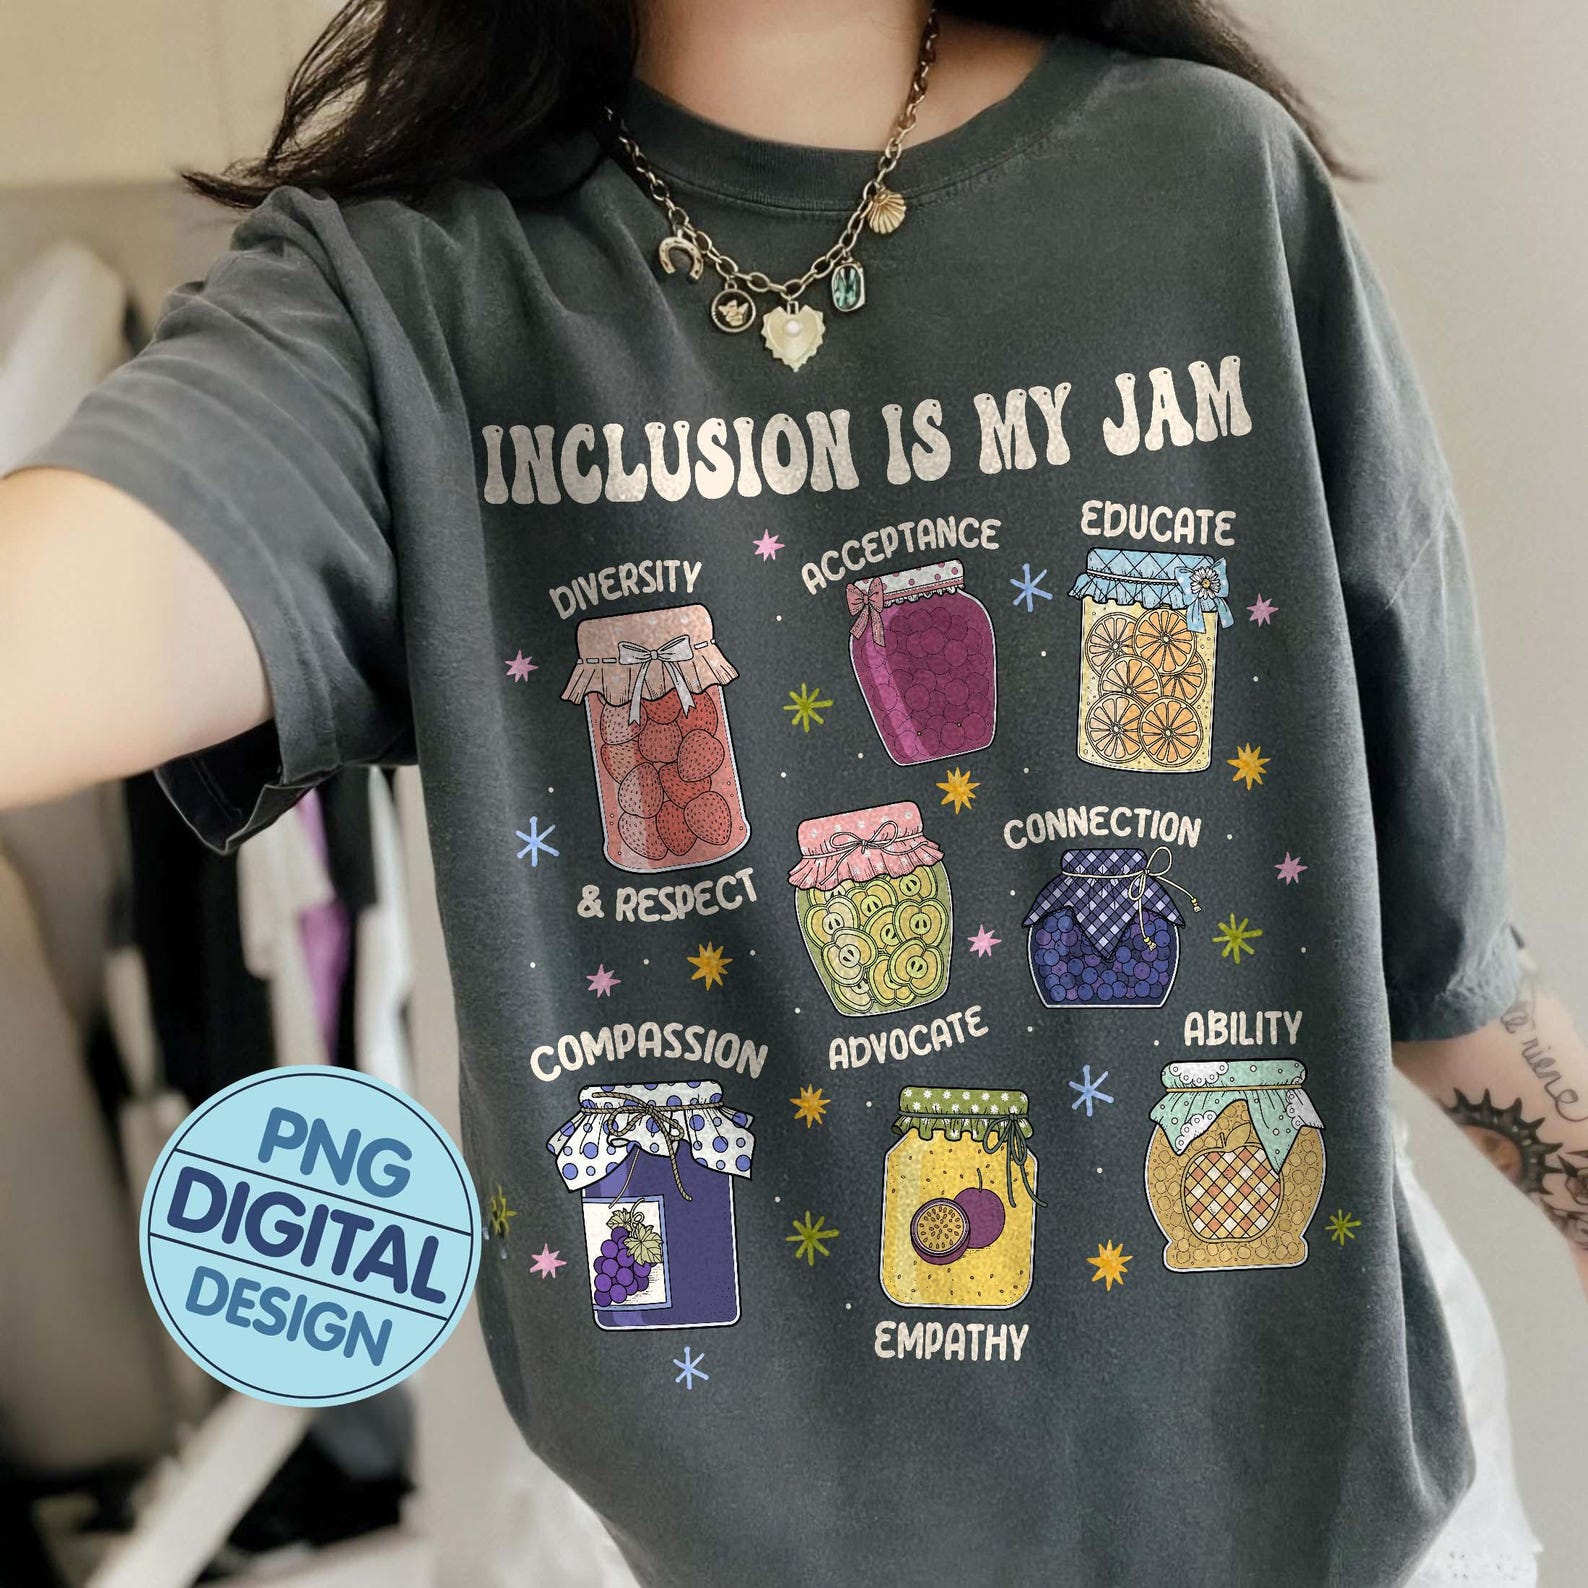 INCLUSION IS MY JAM
DIVERSITY
& RESPECT
ACCEPTANCE
EDUCATE
ADVOCATE
CONNECTION
COMPASSION
EMPATHY
ABILITY
PNG
DIGITAL
DESIGN